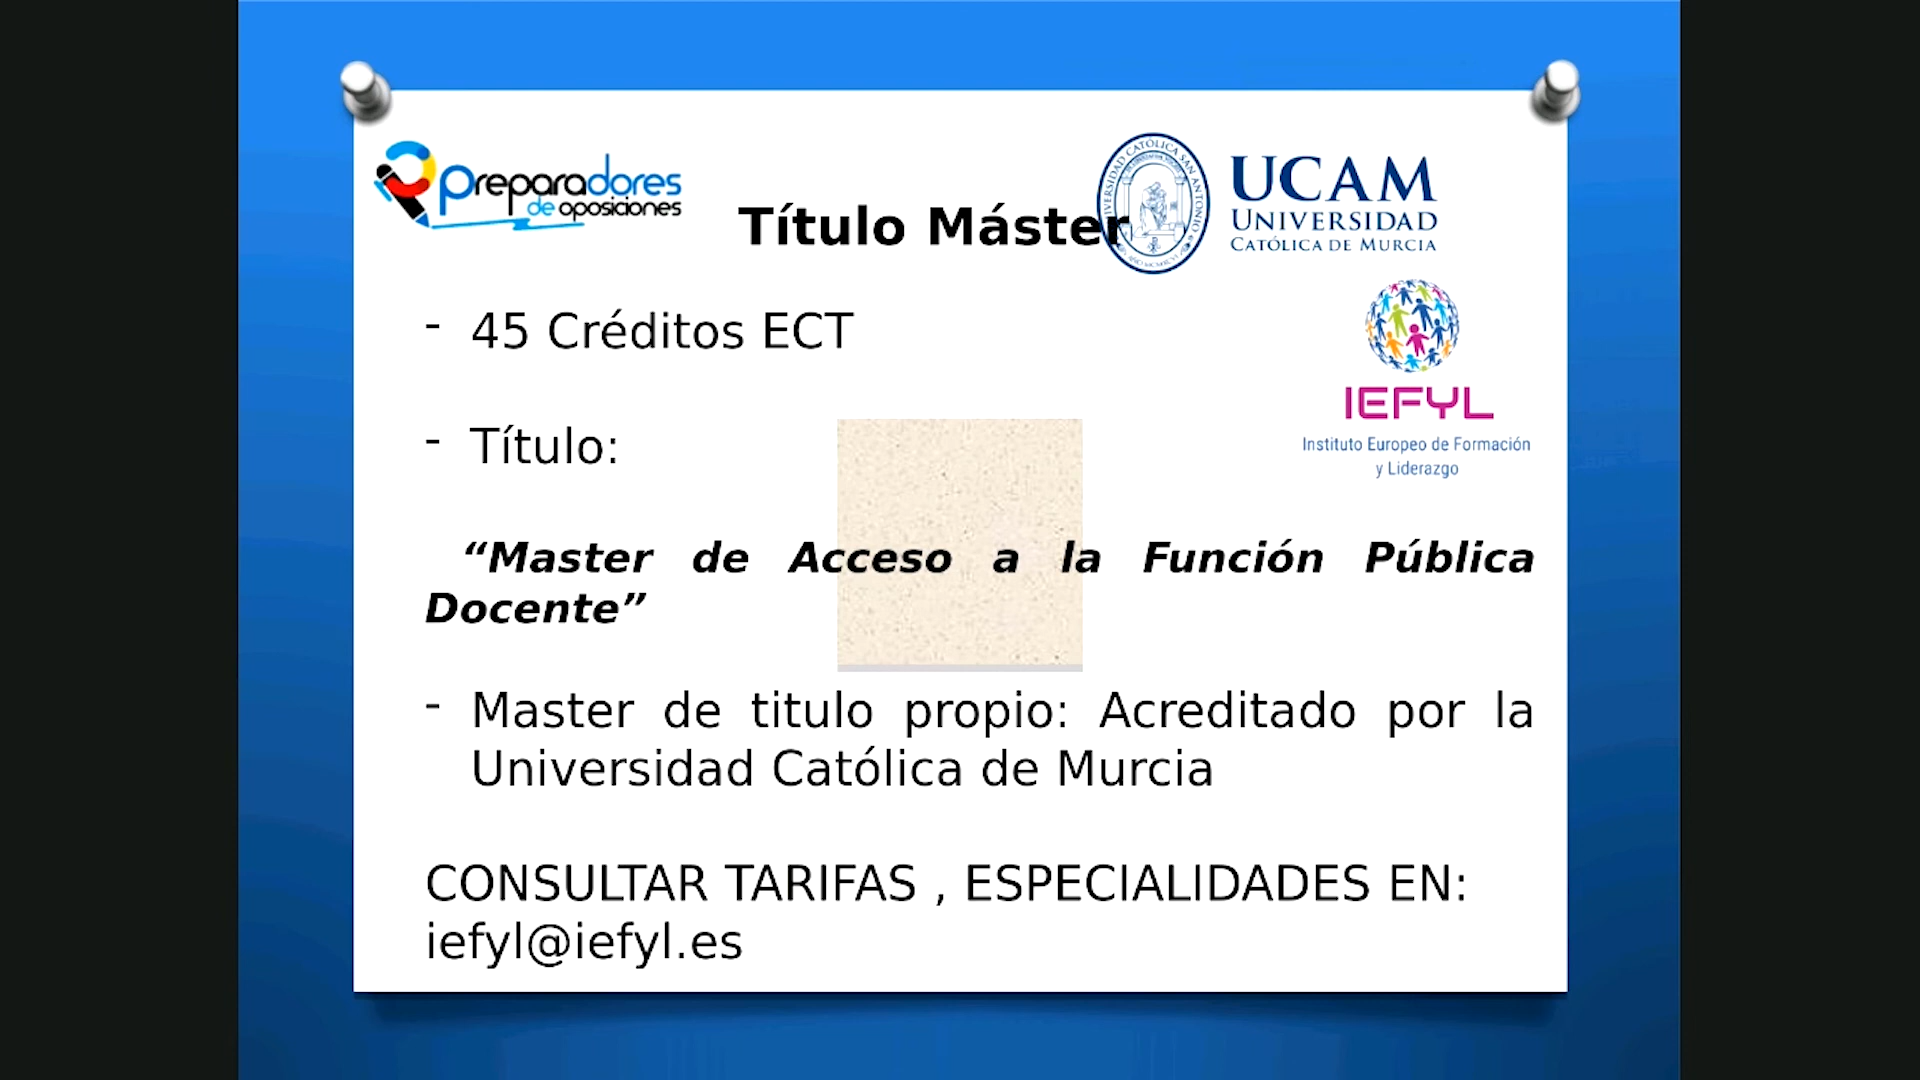 preparadores
de oposiciones
Título Máster
UCAM
UNIVERSIDAD
CATÓLICA DE MURCIA
- 45 Créditos ECT
IEFYL
Instituto Europeo de Formación
y Liderazgo
- Título:
“Master de Acceso a la Función Pública
Docente”
- Master de titulo propio: Acreditado por la
Universidad Católica de Murcia
CONSULTAR TARIFAS , ESPECIALIDADES EN:
iefyl@iefyl.es